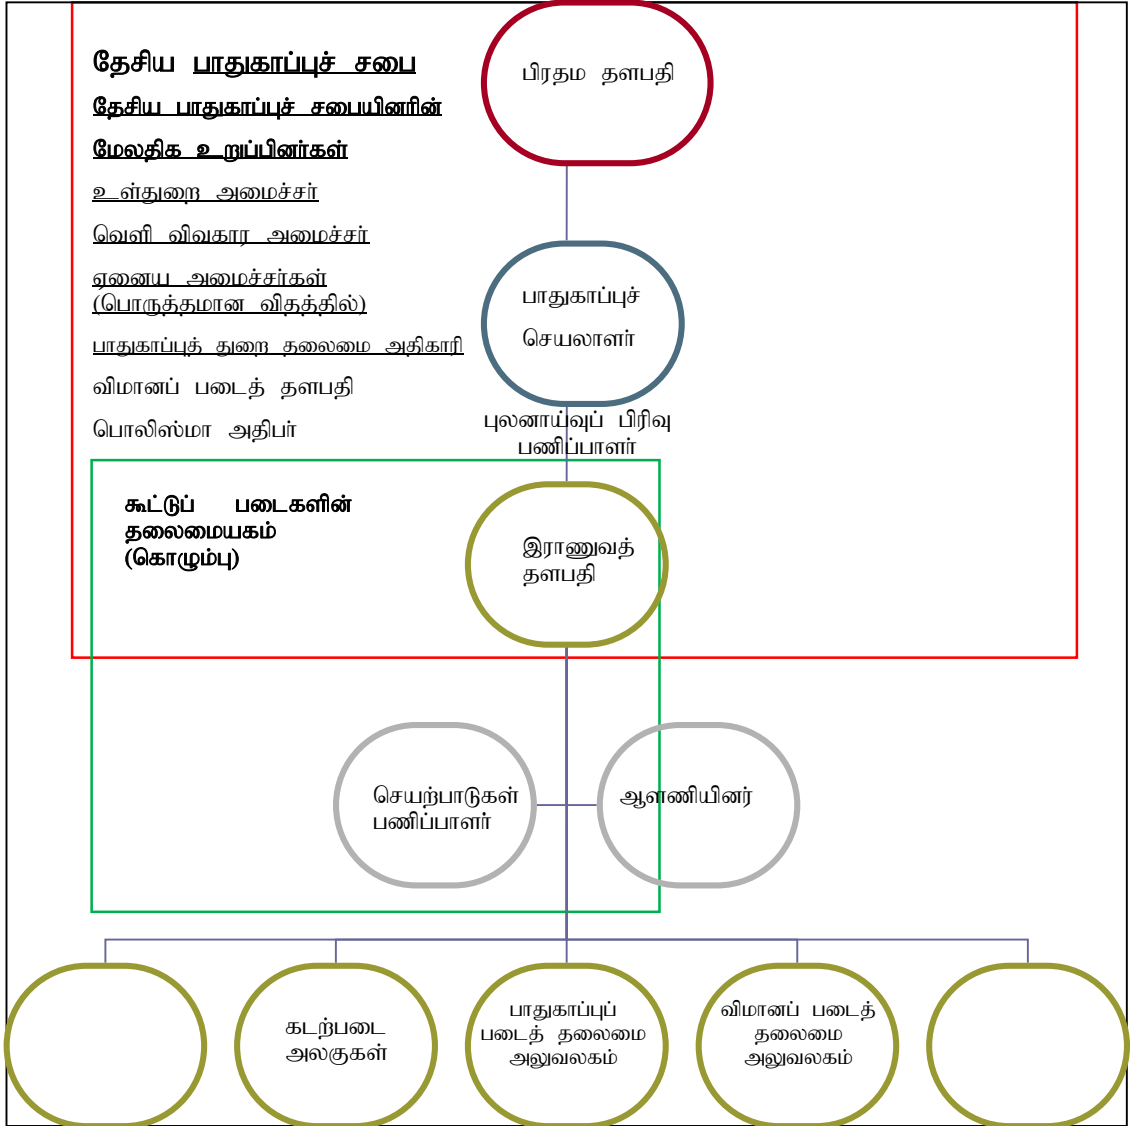 தேசிய பாதுகாப்புச் சபை
தேசிய பாதுகாப்புச் சபையினரின்
மேலதிக உறுப்பினர்கள்
உள்துறை அமைச்சர்
வெளி விவகார அமைச்சர்
ஏனைய அமைச்சர்கள்
(பொருத்தமான விதத்தில்)
பாதுகாப்புத் துறை தலைமை அதிகாரி
விமானப் படைத் தளபதி
பொலிஸ்மா அதிபர்
பிரதம தளபதி
பாதுகாப்புச்
செயலாளர்
புலனாய்வுப் பிரிவு
பணிப்பாளர்
கூட்டுப் படைகளின்
தலைமையகம்
(கொழும்பு)
இராணுவத்
தளபதி
செயற்பாடுகள்
பணிப்பாளர்
ஆளணியினர்
கடற்படை
அலகுகள்
பாதுகாப்புப்
படைத் தலைமை
அலுவலகம்
விமானப் படைத்
தலைமை
அலுவலகம்